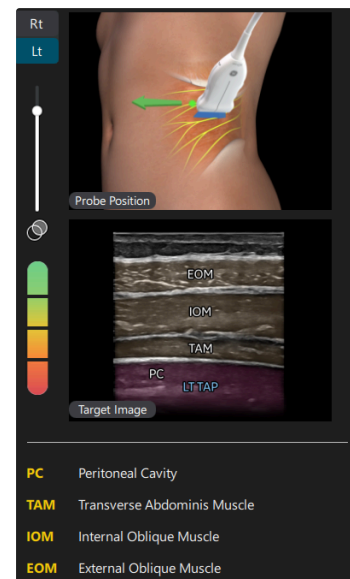 Rt
Lt
Probe Position
EOM
IOM
TAM
PC
LT TAP
Target Image
PC Peritoneal Cavity
TAM Transverse Abdominis Muscle
IOM Internal Oblique Muscle
EOM External Oblique Muscle